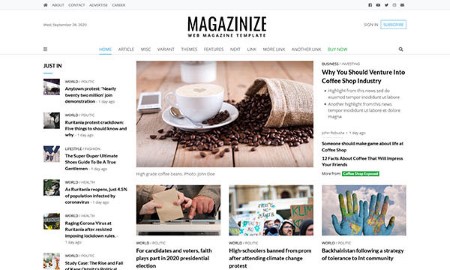 ABOUT CONTACT ADVERTISE CAREER
Wed, September 30, 2020
MAGAZINIZE
WEB MAGAZINE TEMPLATE
SIGN IN SUBSCRIBE
HOME ARTICLE MISC VARIANT THEMES FEATURES NEXT LINK MORE LINK ANOTHER LINK BUY NOW
JUST IN
WORLD • POLITIC
Anytown protest: 'Nearly
twenty two million' join
demonstration - 1 day ago
WORLD • POLITIC
Ruritania protest crackdown:
Five things to should know and
why - 1 day ago
LIFESTYLE • FASHION
The Super Duper Ultimate
Shoes Guide To Be A True
Gentlemen - 1 day ago
WORLD • HEALTH
As Ruritania reopens, just 4.5%
of population infected by
coronavirus - 1 day ago
WORLD • HEALTH
Raging Corona Virus at
Ruritania after resisted
imposing lockdown rules.
- 1 day ago
WORLD • POLITIC
Study Case: The Rise and Fall
High grade coffee beans. (Photo: John Doe)
WORLD • POLITIC
For candidates and voters, faith
plays part in 2020 presidential
election
WORLD • POLITIC
High-schoolers banned from prom
after attending climate change
protest
BUSINESS • INVESTING
Why You Should Venture Into
Coffee Shop Industry
Highlight from this news and do
eiusmod tempor incididunt ut labore
Another highlight from this news,
tempor incididunt ut labore et dolore
magna.
John Rabusta - 1 day ago
Someone should make game about life at
Coffee Shop
12 Facts About Coffee That Will Impress
Your Friends
More from Coffee Shop Exposed
WORLD • POLITIC
Backhalistan following a strategy
of tolerance to Int community